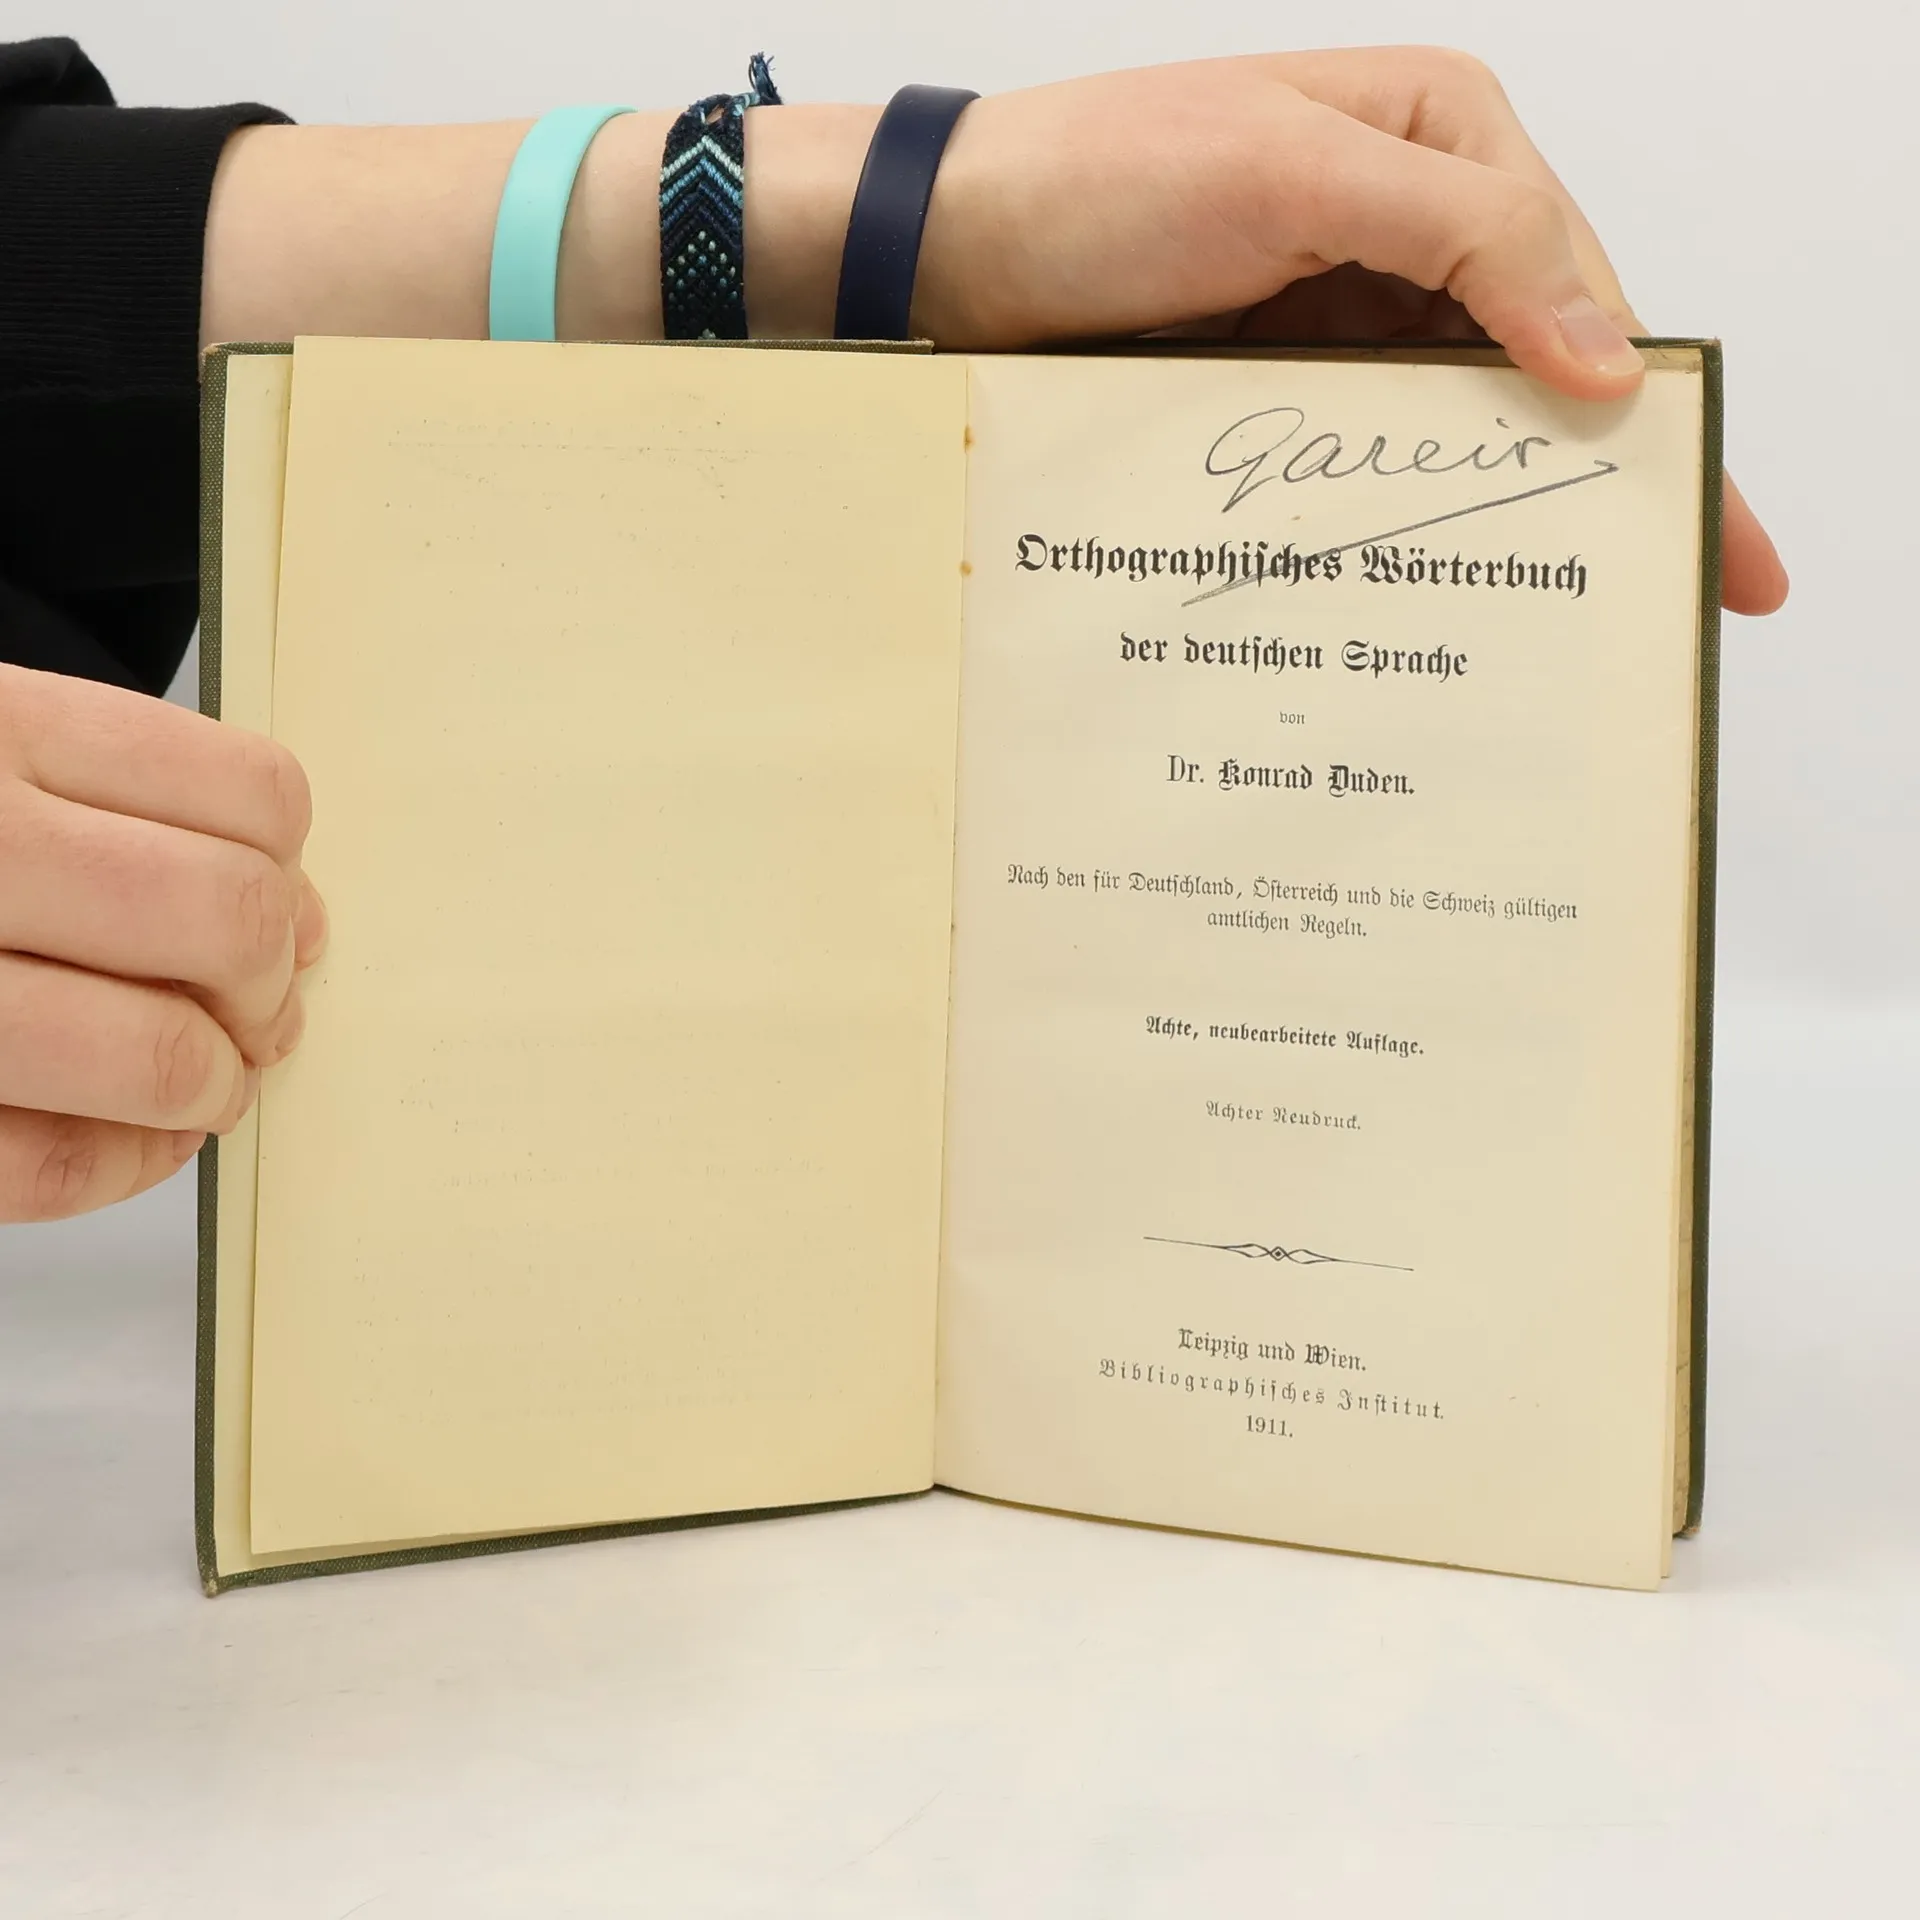 Gareis
Orthographisches Wörterbuch
der deutschen Sprache
von
Dr. Konrad Duden.
Nach den für Deutschland, Österreich und die Schweiz gültigen
amtlichen Regeln.
Achte, neubearbeitete Auflage.
Achter Neudruck.
Leipzig und Wien.
Bibliographisches Institut.
1911.